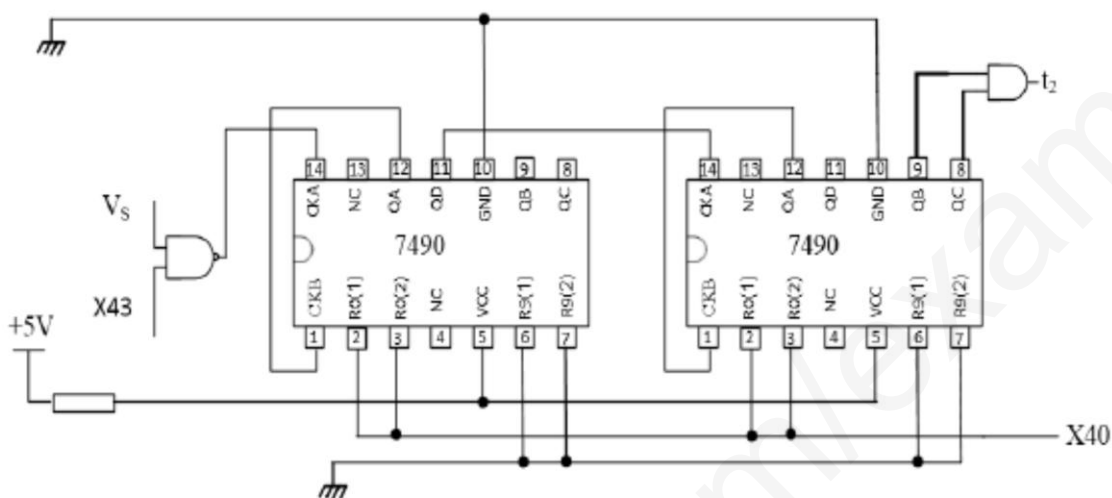 t₂
14 13 12 11 10 9 8
CKA NC QA QD GND QB QC
7490
CKB R0(1) R0(2) NC VCC R9(1) R9(2)
1 2 3 4 5 6 7
14 13 12 11 10 9 8
CKA NC QA QD GND QB QC
7490
CKB R0(1) R0(2) NC VCC R9(1) R9(2)
1 2 3 4 5 6 7
V_S
X43
+5V
X40
m/exam